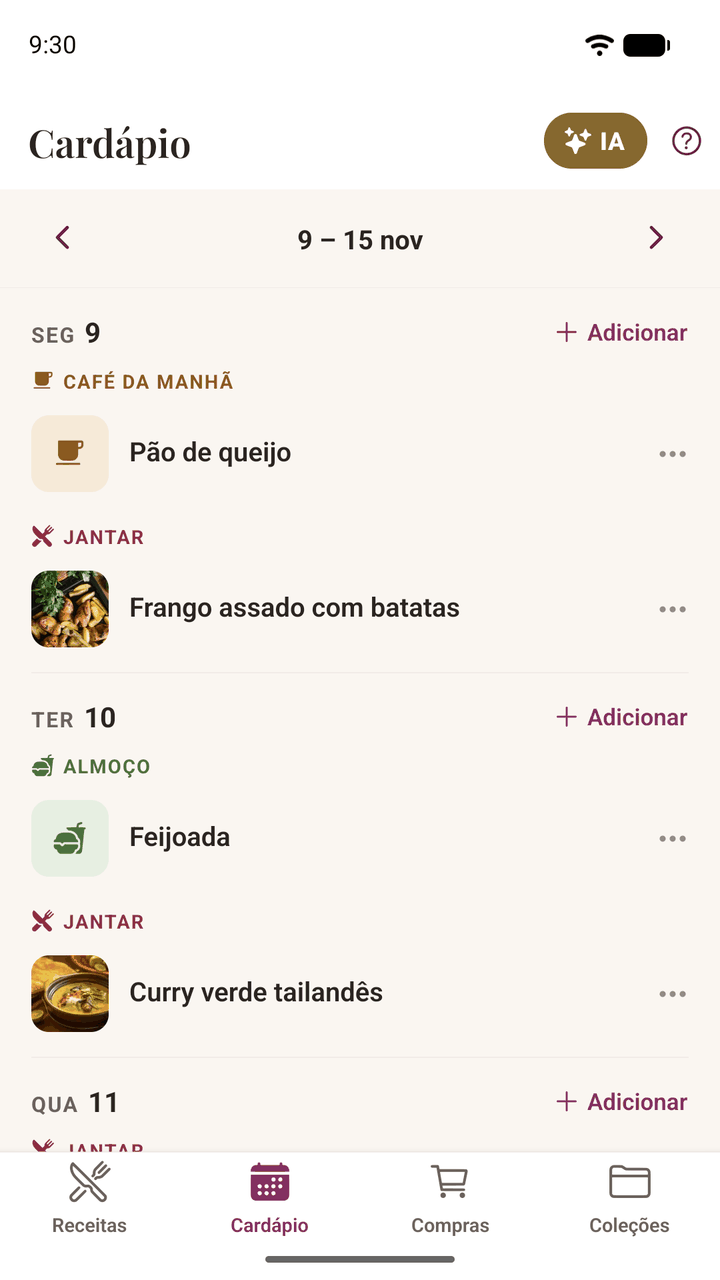 9:30
Cardápio
IA
9 – 15 nov
SEG 9
Adicionar
CAFÉ DA MANHÃ
Pão de queijo
JANTAR
Frango assado com batatas
TER 10
Adicionar
ALMOÇO
Feijoada
JANTAR
Curry verde tailandês
QUA 11
Adicionar
JANTAR
Receitas
Cardápio
Compras
Coleções